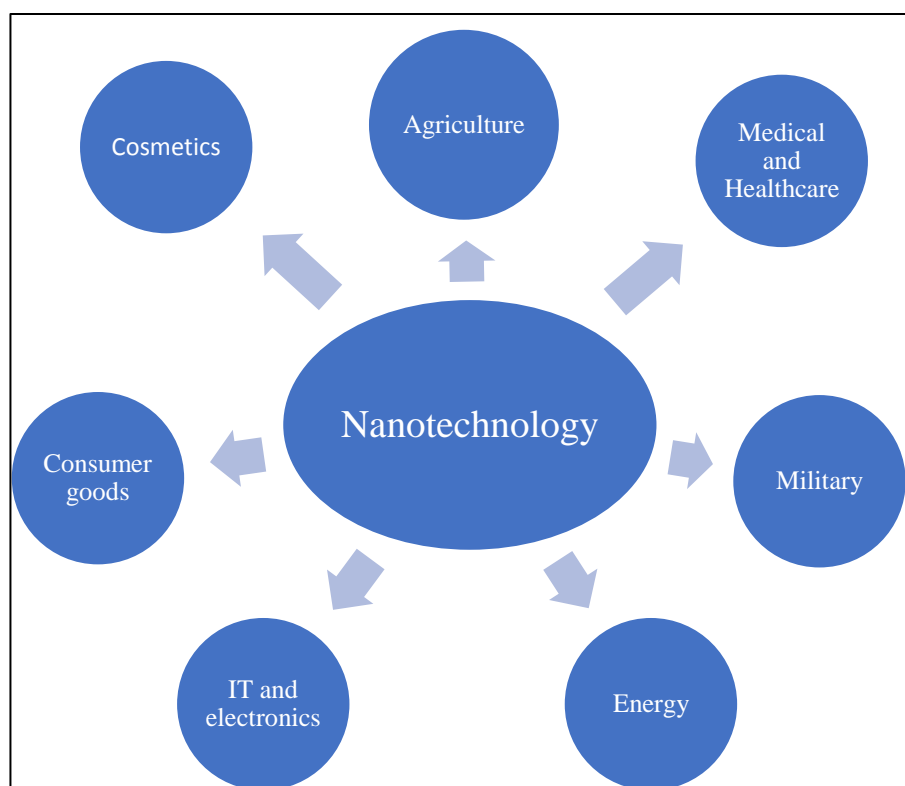 Cosmetics
Agriculture
Medical
and
Healthcare
Nanotechnology
Consumer
goods
Military
IT and
electronics
Energy